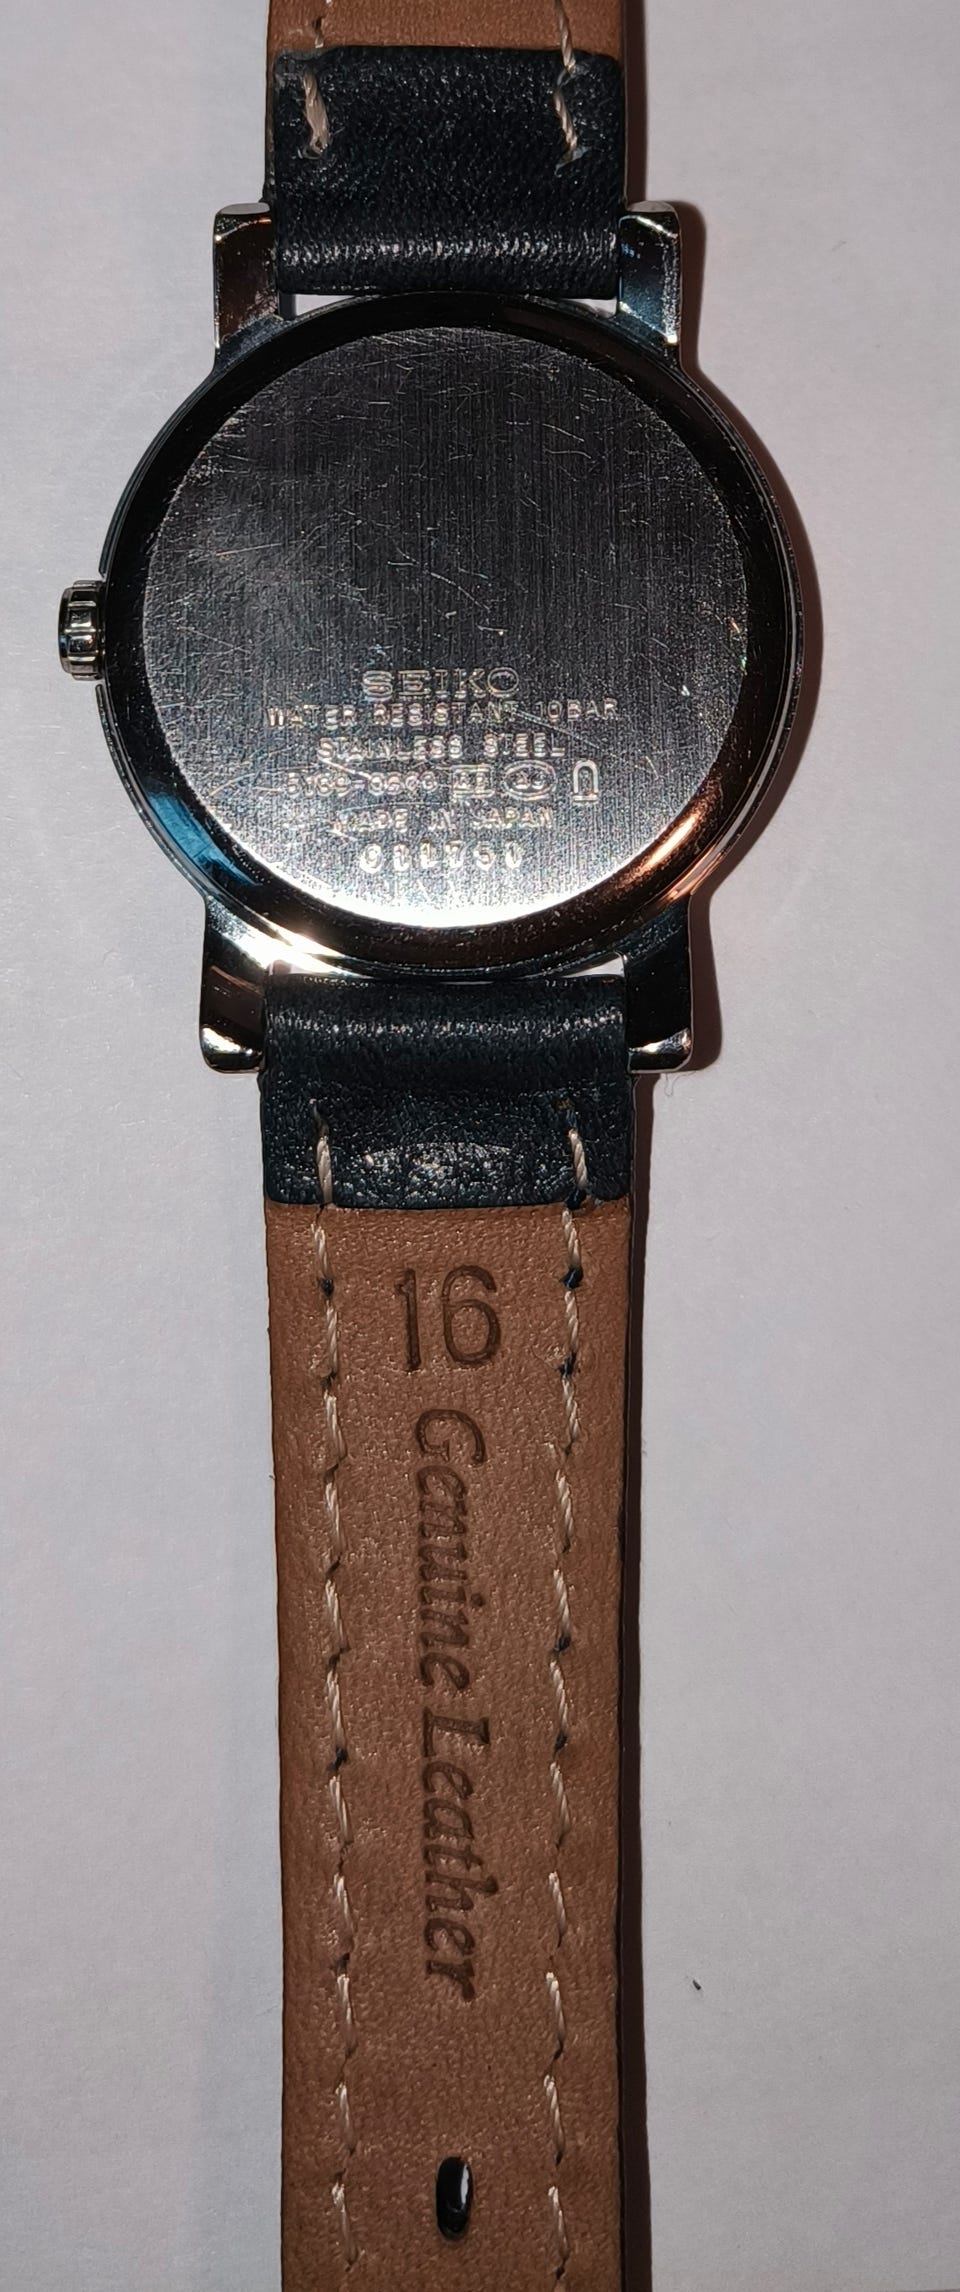 SEIKO
WATER RESISTANT 10BAR
STAINLESS STEEL
U
MADE IN JAPAN
16
Genuine Leather